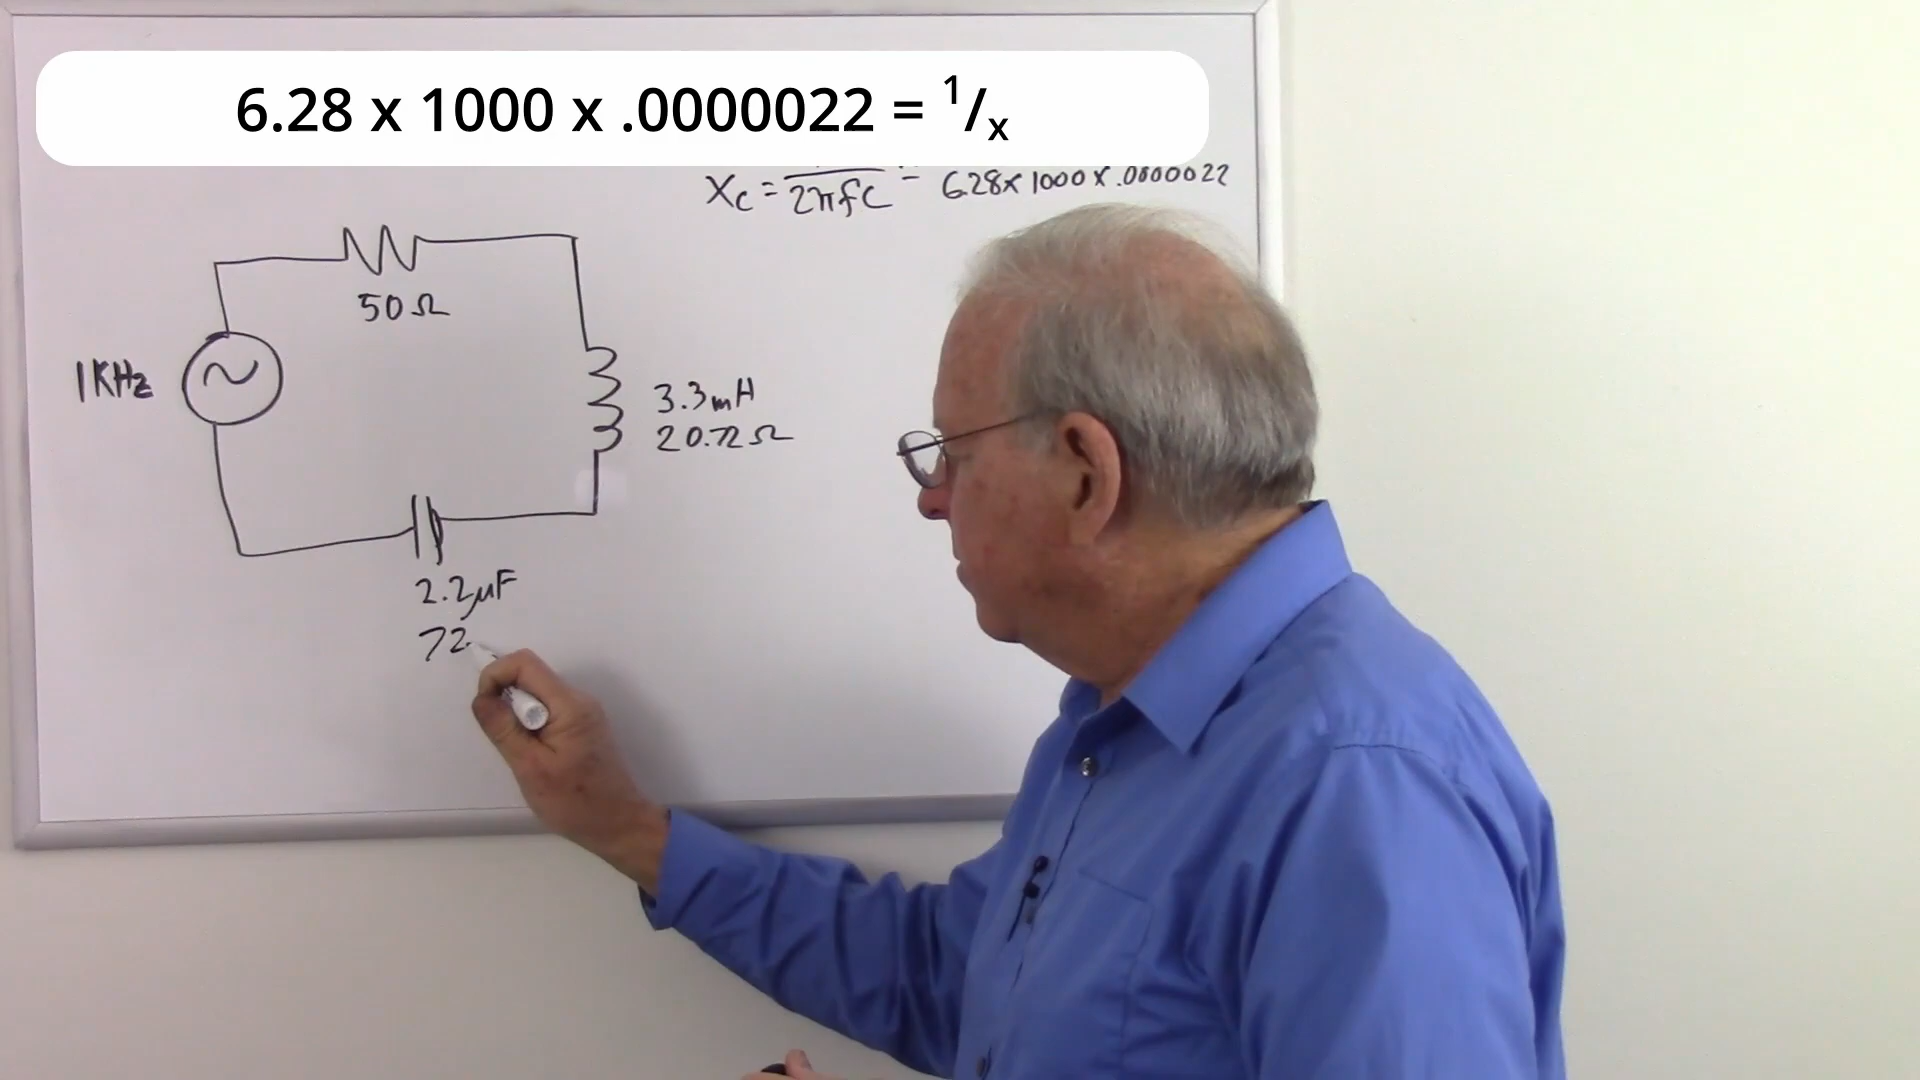 6.28 x 1000 x .0000022 = 1/x
Xc = 2πfC = 6.28 x 1000 x .0000022
50Ω
1KHz
3.3mH
20.72Ω
2.2μF
72.